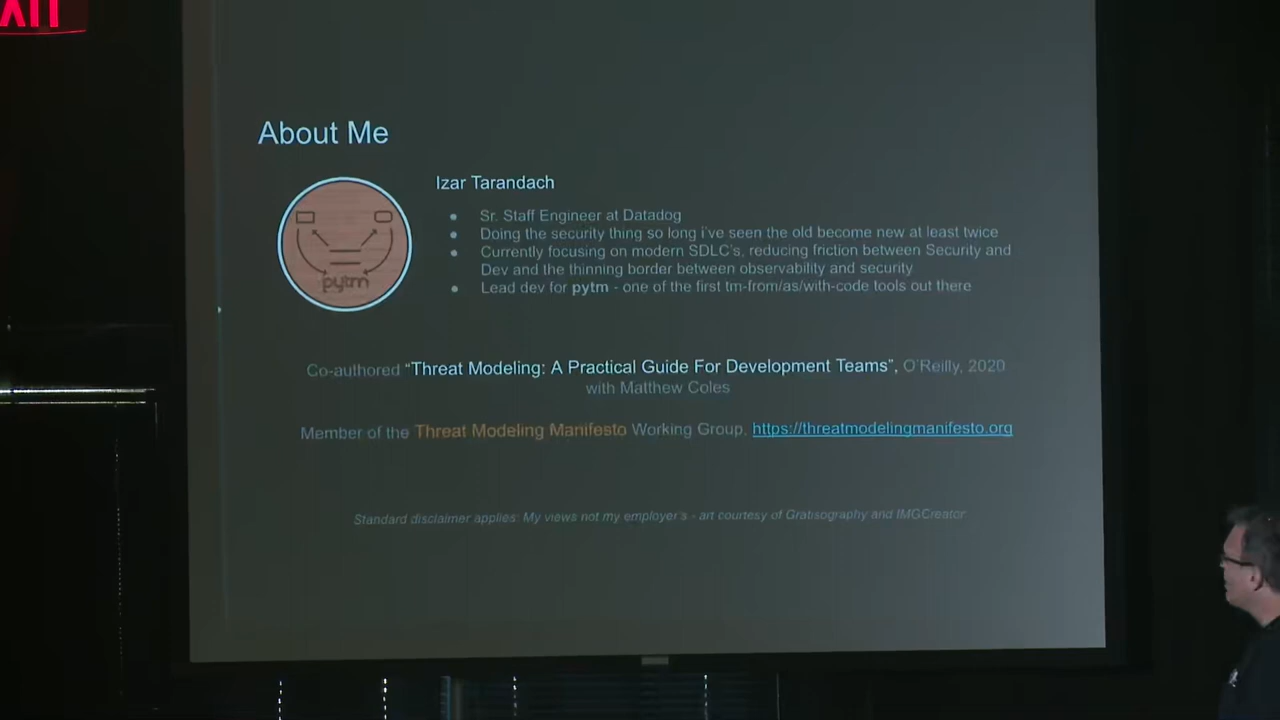 EXIT
About Me
Izar Tarandach
pytm
● Sr. Staff Engineer at Datadog
● Doing the security thing so long i've seen the old become new at least twice
● Currently focusing on modern SDLC's, reducing friction between Security and
Dev and the thinning border between observability and security
● Lead dev for pytm - one of the first tm-from/as/with-code tools out there
Co-authored “Threat Modeling: A Practical Guide For Development Teams”, O'Reilly, 2020
with Matthew Coles
Member of the Threat Modeling Manifesto Working Group. https://threatmodelingmanifesto.org
Standard disclaimer applies: My views not my employer's - art courtesy of Gratisography and IMGCreator